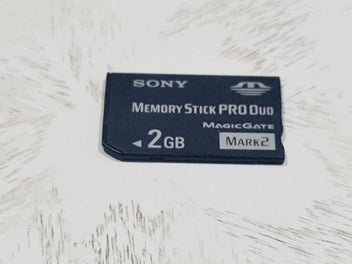 SONY
MEMORY STICK PRO DUO
MAGICGATE
◄ 2GB MARK2